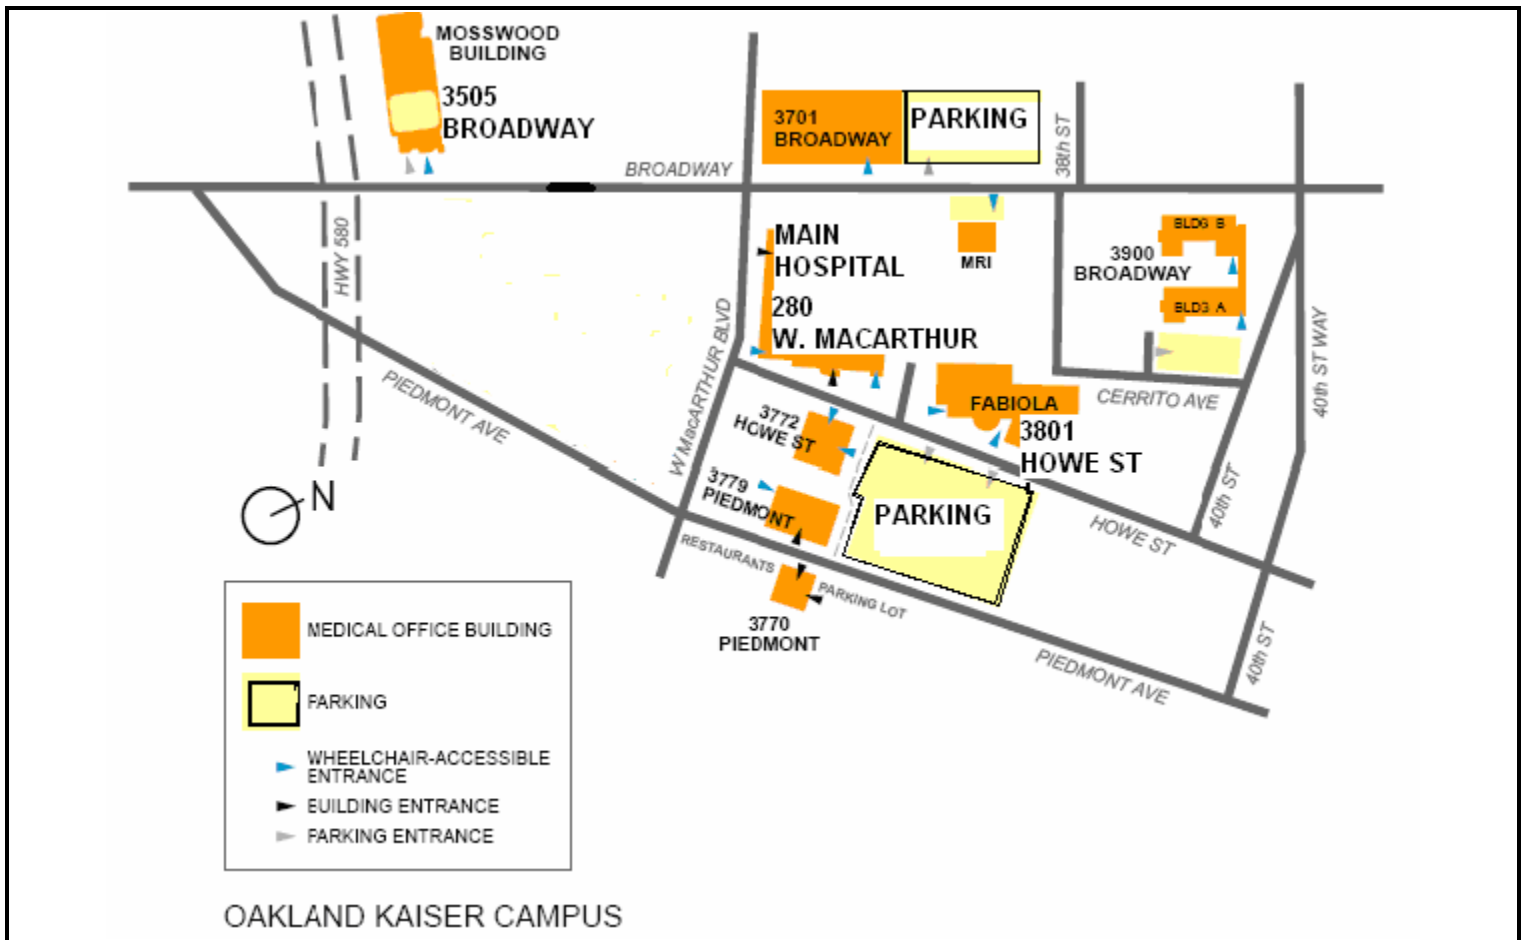 MOSSWOOD
BUILDING
3505
BROADWAY
3701
BROADWAY
PARKING
38th ST
BROADWAY
HWY 580
MAIN
HOSPITAL
280
W. MACARTHUR
MRI
BLDG B
3900
BROADWAY
BLDG A
40th ST WAY
W MacARTHUR BLVD
PIEDMONT AVE
CERRITO AVE
FABIOLA
3801
HOWE ST
3772
HOWE ST
3779
PIEDMONT
PARKING
40th ST
HOWE ST
N
RESTAURANTS
PARKING LOT
3770
PIEDMONT
PIEDMONT AVE
40th ST
MEDICAL OFFICE BUILDING
PARKING
WHEELCHAIR-ACCESSIBLE
ENTRANCE
EUILDING ENTRANCE
PARKING ENTRANCE
OAKLAND KAISER CAMPUS